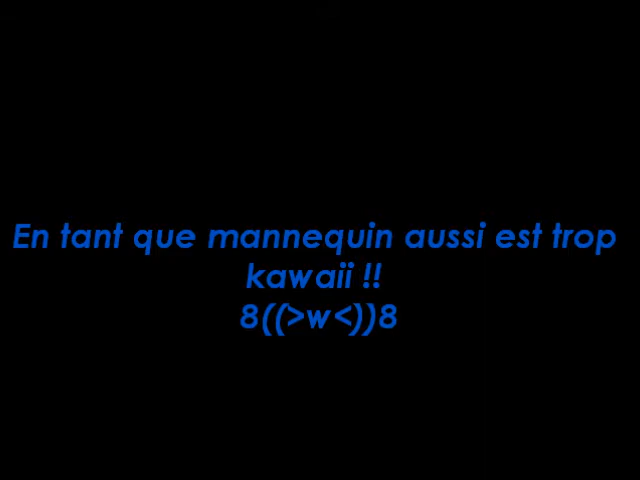 En tant que mannequin aussi est trop
kawaii !!
8((>w<))8